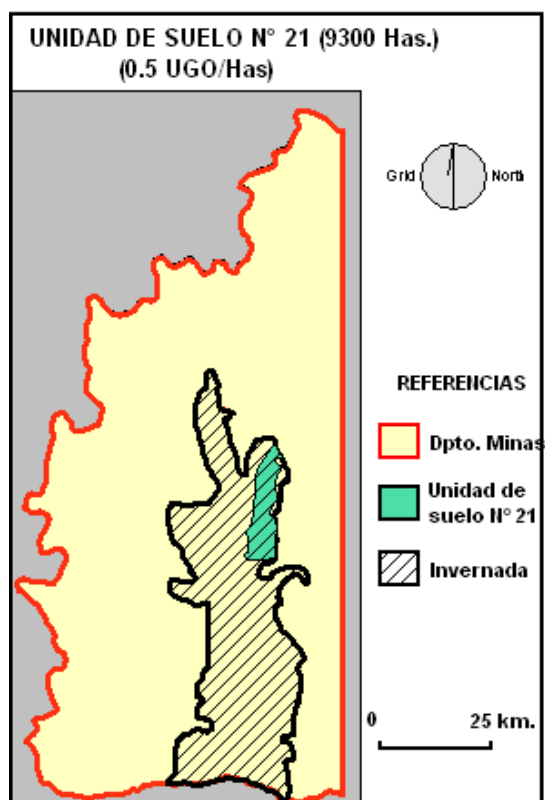 UNIDAD DE SUELO N° 21 (9300 Has.)
(0.5 UGO/Has)
Grid
North
REFERENCIAS
Dpto. Minas
Unidad de
suelo N° 21
Invernada
0
25 km.